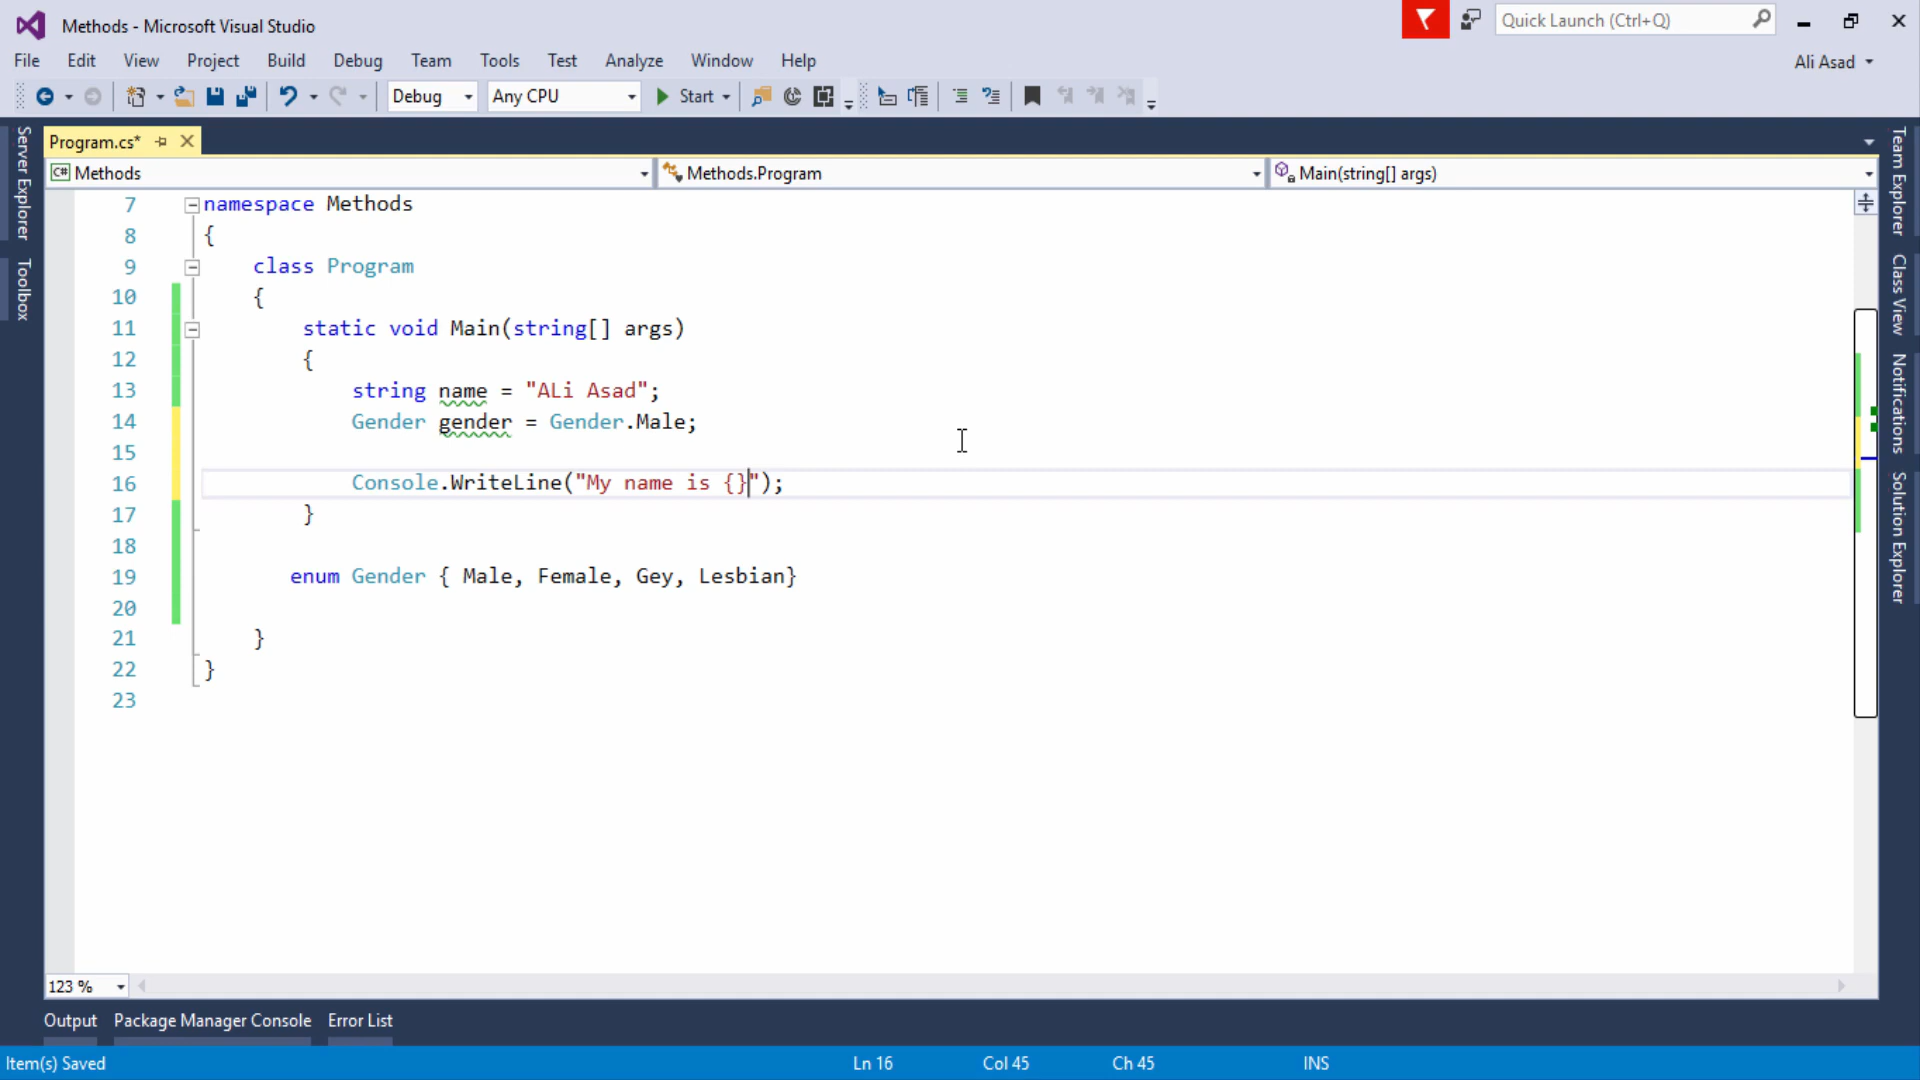 Methods - Microsoft Visual Studio
Quick Launch (Ctrl+Q)
File Edit View Project Build Debug Team Tools Test Analyze Window Help
Ali Asad
Debug Any CPU Start
Server Explorer
Toolbox
Program.cs*
C# Methods Methods.Program Main(string[] args)
7 namespace Methods
8 {
9 class Program
10 {
11 static void Main(string[] args)
12 {
13 string name = "ALi Asad";
14 Gender gender = Gender.Male;
15
16 Console.WriteLine("My name is {}");
17 }
18
19 enum Gender { Male, Female, Gey, Lesbian}
20
21 }
22 }
23
Team Explorer
Class View
Notifications
Solution Explorer
123 %
Output Package Manager Console Error List
Item(s) Saved Ln 16 Col 45 Ch 45 INS